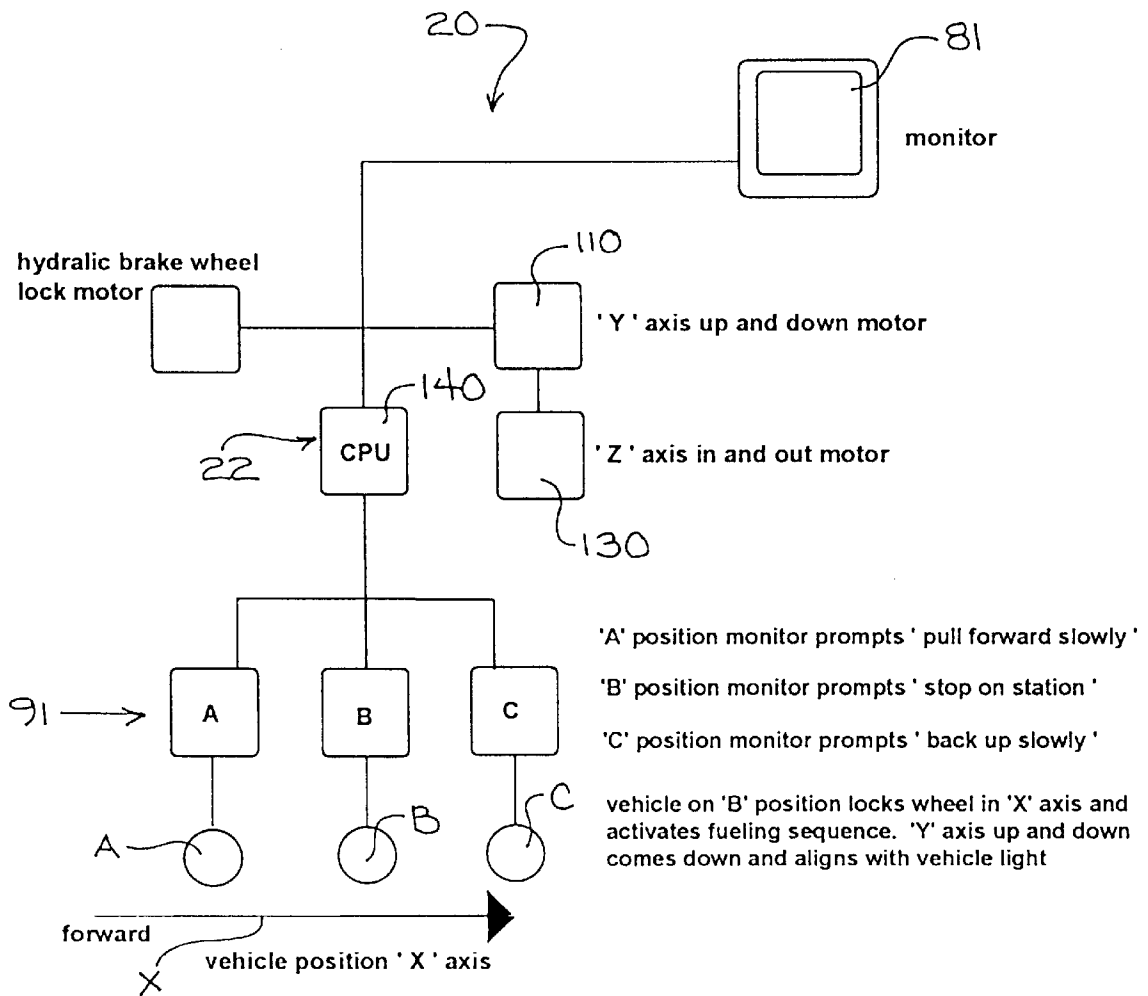 20
81
monitor
110
hydralic brake wheel
lock motor
' Y ' axis up and down motor
140
CPU
22
' Z ' axis in and out motor
130
'A' position monitor prompts ' pull forward slowly '
91
A
B
C
'B' position monitor prompts ' stop on station '
'C' position monitor prompts ' back up slowly '
A
B
C
vehicle on 'B' position locks wheel in 'X' axis and
activates fueling sequence. 'Y' axis up and down
comes down and aligns with vehicle light
forward
X
vehicle position ' X ' axis